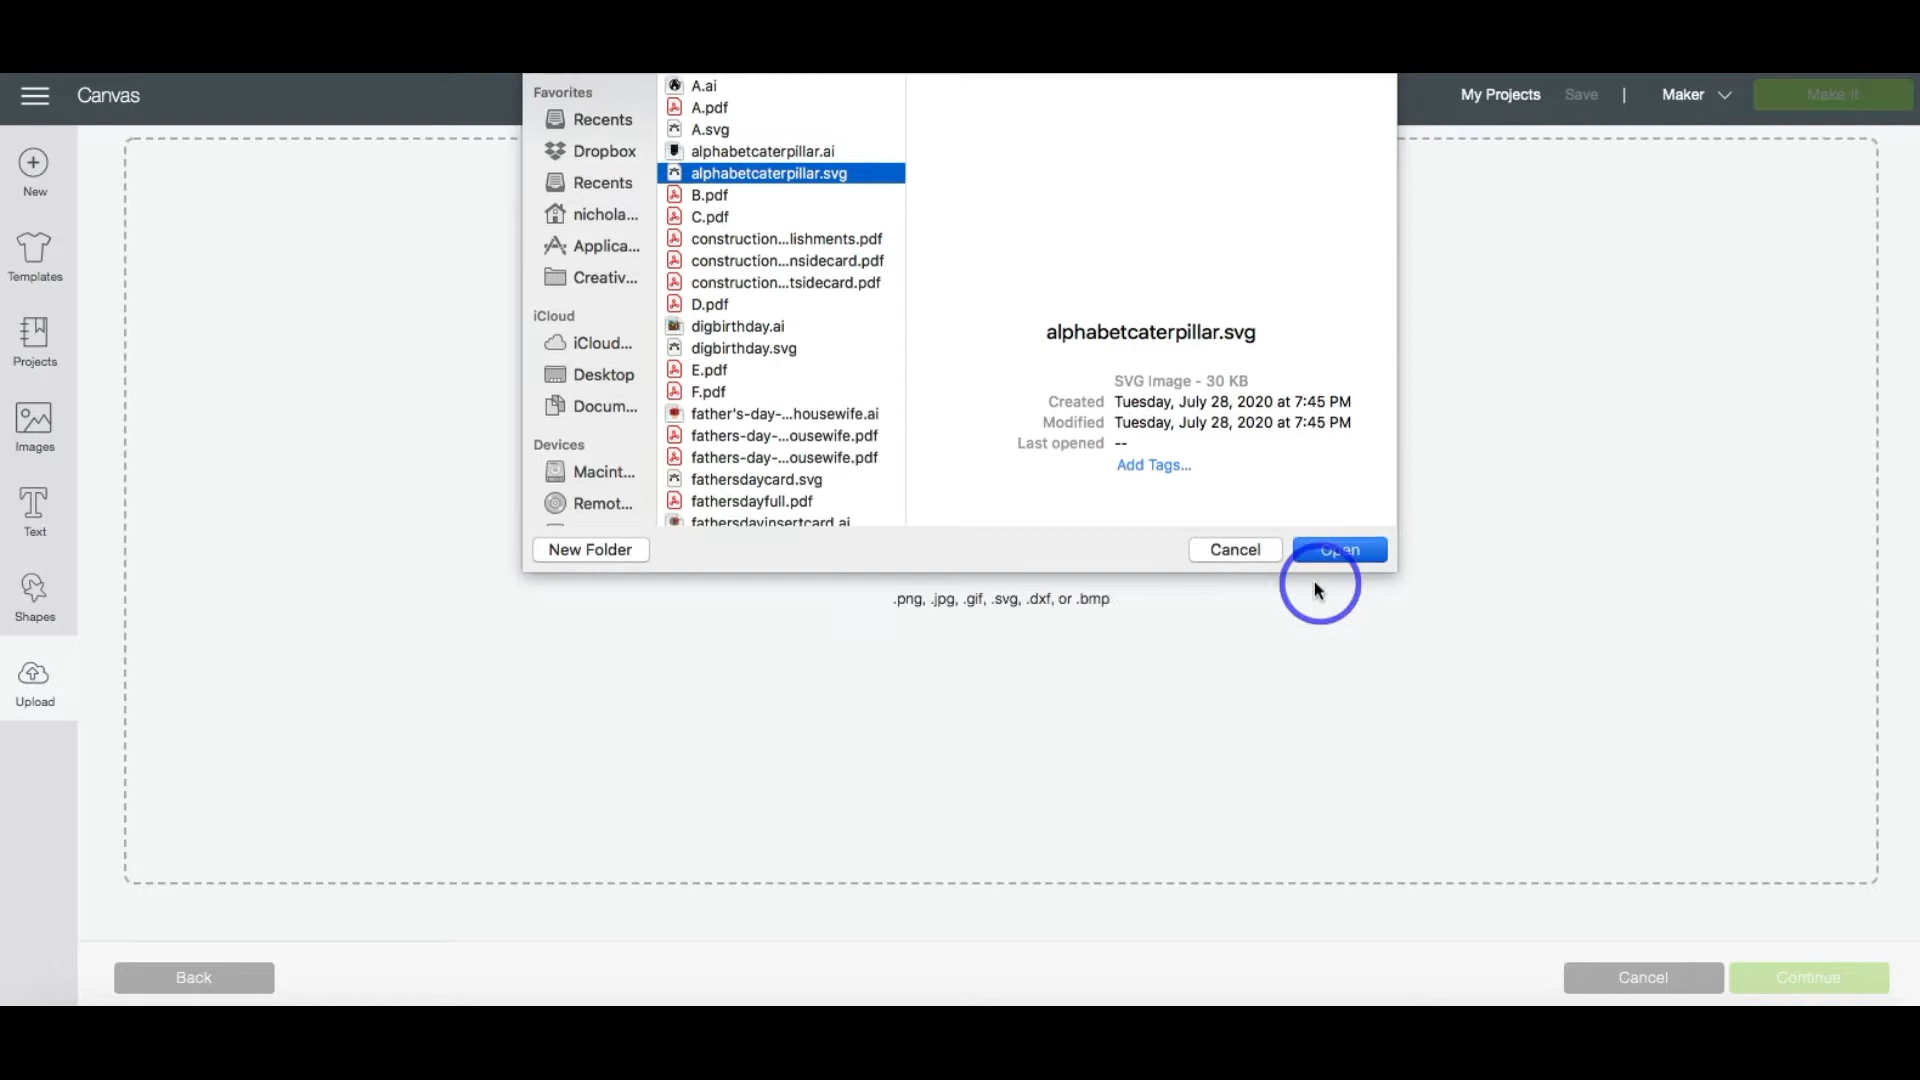 Canvas
My Projects
Save
|
Maker
Make It
New
Templates
Projects
Images
Text
Shapes
Upload
Favorites
Recents
Dropbox
Recents
nichola...
Applica...
Creativ...
iCloud
iCloud...
Desktop
Docum...
Devices
Macint...
Remot...
A.ai
A.pdf
A.svg
alphabetcaterpillar.ai
alphabetcaterpillar.svg
B.pdf
C.pdf
construction...lishments.pdf
construction...nsidecard.pdf
construction...tsidecard.pdf
D.pdf
digbirthday.ai
digbirthday.svg
E.pdf
F.pdf
father's-day-...housewife.ai
fathers-day-...ousewife.pdf
fathers-day-...ousewife.pdf
fathersdaycard.svg
fathersdayfull.pdf
fathersdayinsertcard.ai
alphabetcaterpillar.svg
SVG Image - 30 KB
Created Tuesday, July 28, 2020 at 7:45 PM
Modified Tuesday, July 28, 2020 at 7:45 PM
Last opened --
Add Tags...
New Folder
Cancel
Open
.png, .jpg, .gif, .svg, .dxf, or .bmp
Back
Cancel
Continue